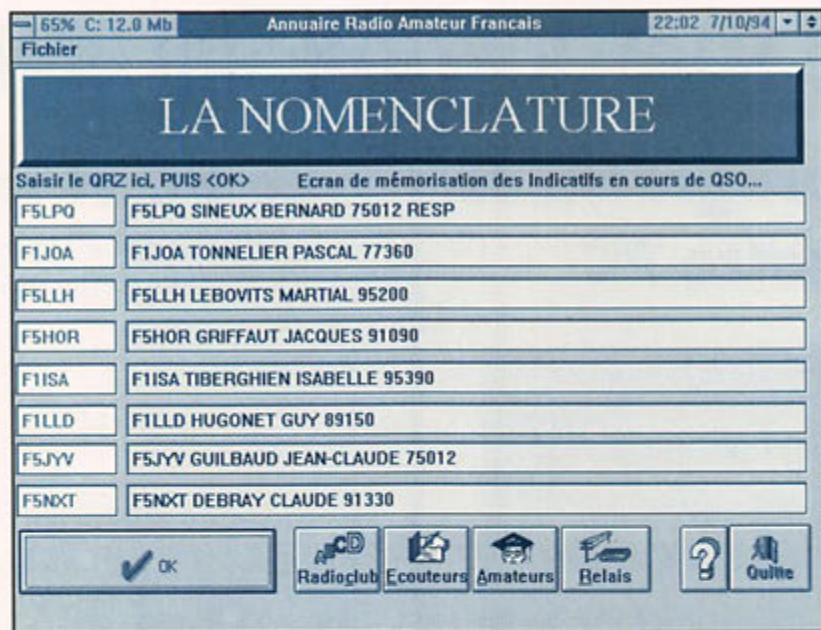 65% C: 12.0 Mb Annuaire Radio Amateur Francais 22:02 7/10/94
Fichier
LA NOMENCLATURE
Saisir le QRZ ici, PUIS <OK> Ecran de mémorisation des Indicatifs en cours de QSO...
F5LPQ F5LPQ SINEUX BERNARD 75012 RESP
F1JOA F1JOA TONNELIER PASCAL 77360
F5LLH F5LLH LEBOVITS MARTIAL 95200
F5HOR F5HOR GRIFFAUT JACQUES 91090
F1ISA F1ISA TIBERGHIEN ISABELLE 95390
F1LLD F1LLD HUGONET GUY 89150
F5JYV F5JYV GUILBAUD JEAN-CLAUDE 75012
F5NXT F5NXT DEBRAY CLAUDE 91330
OK ABCD Radioclub Ecouteurs Amateurs Relais ? Quitte